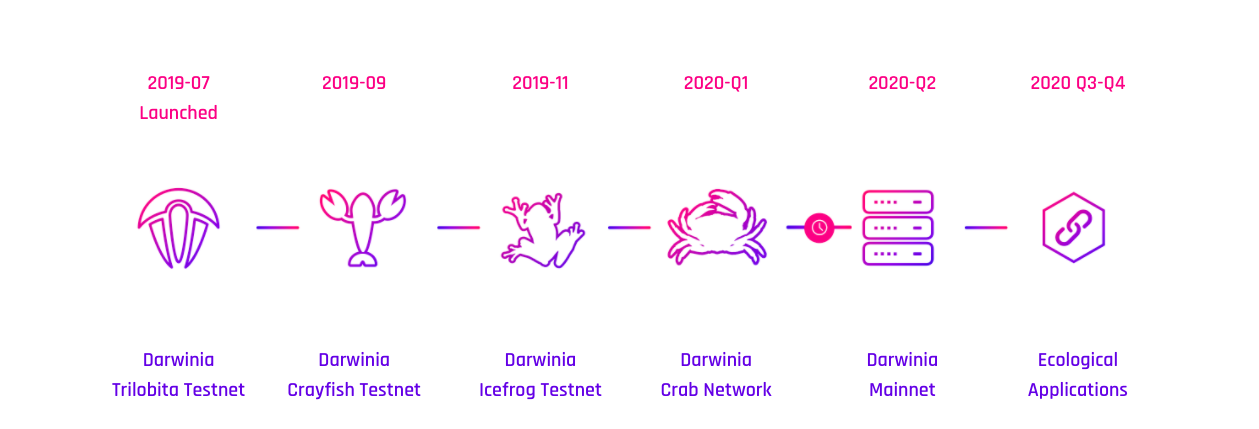 2019-07
Launched
2019-09
2019-11
2020-Q1
2020-Q2
2020 Q3-Q4
Darwinia
Trilobita Testnet
Darwinia
Crayfish Testnet
Darwinia
Icefrog Testnet
Darwinia
Crab Network
Darwinia
Mainnet
Ecological
Applications